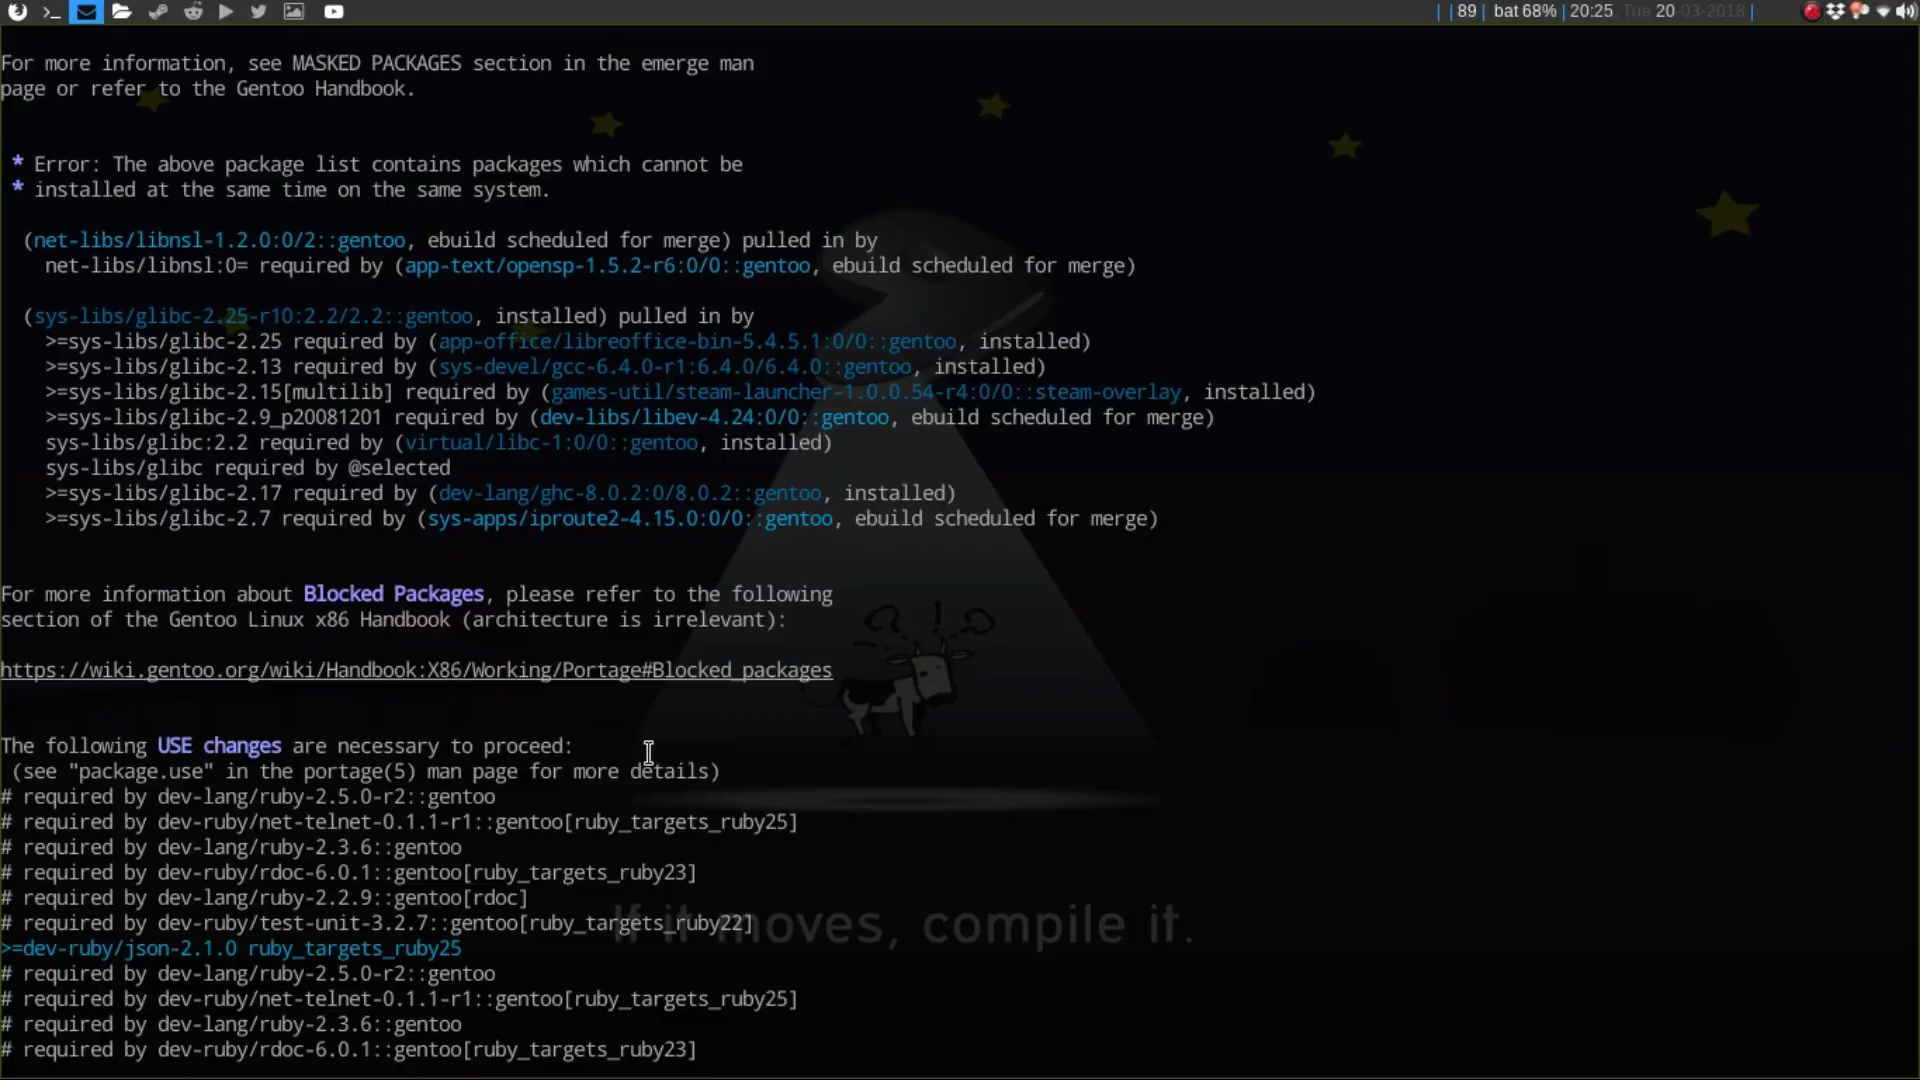 89 bat 68% 20:25 Tue 20-03-2018
For more information, see MASKED PACKAGES section in the emerge man
page or refer to the Gentoo Handbook.
* Error: The above package list contains packages which cannot be
* installed at the same time on the same system.
(net-libs/libnsl-1.2.0:0/2::gentoo, ebuild scheduled for merge) pulled in by
net-libs/libnsl:0= required by (app-text/opensp-1.5.2-r6:0/0::gentoo, ebuild scheduled for merge)
(sys-libs/glibc-2.25-r10:2.2/2.2::gentoo, installed) pulled in by
>=sys-libs/glibc-2.25 required by (app-office/libreoffice-bin-5.4.5.1:0/0::gentoo, installed)
>=sys-libs/glibc-2.13 required by (sys-devel/gcc-6.4.0-r1:6.4.0/6.4.0::gentoo, installed)
>=sys-libs/glibc-2.15[multilib] required by (games-util/steam-launcher-1.0.0.54-r4:0/0::steam-overlay, installed)
>=sys-libs/glibc-2.9_p20081201 required by (dev-libs/libev-4.24:0/0::gentoo, ebuild scheduled for merge)
sys-libs/glibc:2.2 required by (virtual/libc-1:0/0::gentoo, installed)
sys-libs/glibc required by @selected
>=sys-libs/glibc-2.17 required by (dev-lang/ghc-8.0.2:0/8.0.2::gentoo, installed)
>=sys-libs/glibc-2.7 required by (sys-apps/iproute2-4.15.0:0/0::gentoo, ebuild scheduled for merge)
For more information about Blocked Packages, please refer to the following
section of the Gentoo Linux x86 Handbook (architecture is irrelevant):
https://wiki.gentoo.org/wiki/Handbook:X86/Working/Portage#Blocked_packages
The following USE changes are necessary to proceed:
(see "package.use" in the portage(5) man page for more details)
# required by dev-lang/ruby-2.5.0-r2::gentoo
# required by dev-ruby/net-telnet-0.1.1-r1::gentoo[ruby_targets_ruby25]
# required by dev-lang/ruby-2.3.6::gentoo
# required by dev-ruby/rdoc-6.0.1::gentoo[ruby_targets_ruby23]
# required by dev-lang/ruby-2.2.9::gentoo[rdoc]
# required by dev-ruby/test-unit-3.2.7::gentoo[ruby_targets_ruby22]
If it moves, compile it.
>=dev-ruby/json-2.1.0 ruby_targets_ruby25
# required by dev-lang/ruby-2.5.0-r2::gentoo
# required by dev-ruby/net-telnet-0.1.1-r1::gentoo[ruby_targets_ruby25]
# required by dev-lang/ruby-2.3.6::gentoo
# required by dev-ruby/rdoc-6.0.1::gentoo[ruby_targets_ruby23]